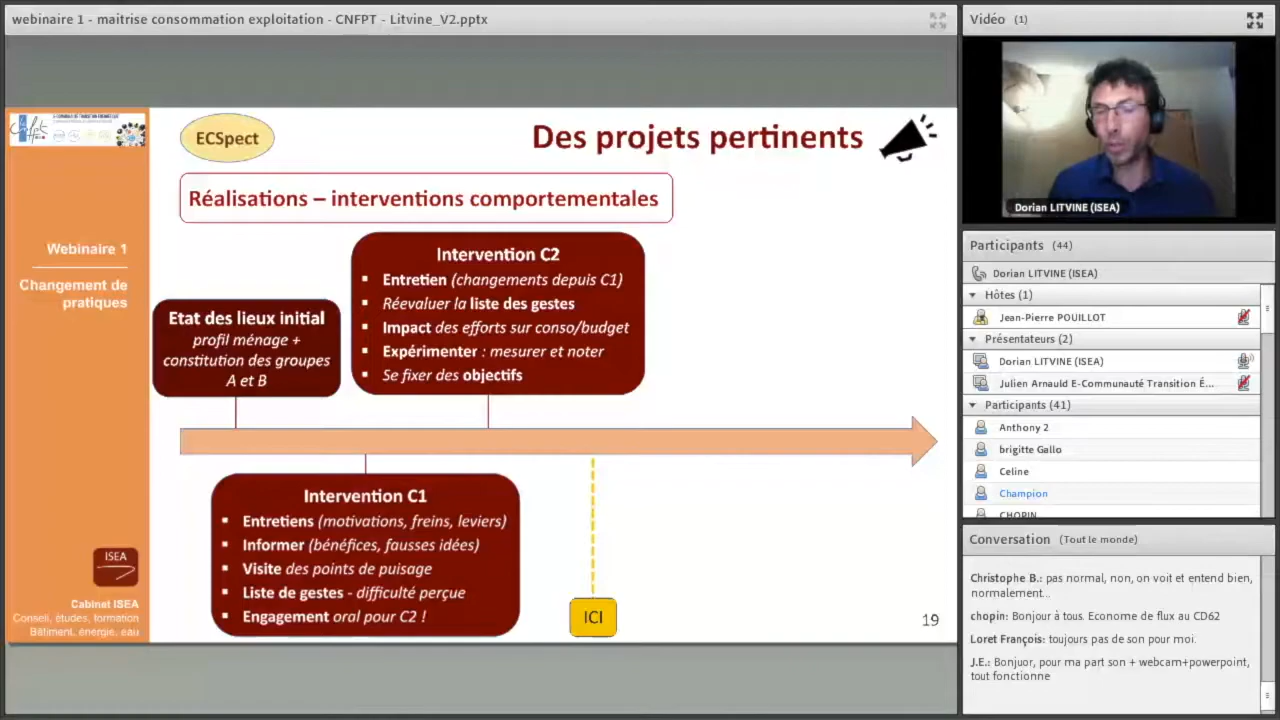 webinaire 1 - maitrise consommation exploitation - CNFPT - Litvine_V2.pptx
ECSpect
Des projets pertinents
Réalisations – interventions comportementales
Webinaire 1
Changement de
pratiques
Etat des lieux initial
profil ménage +
constitution des groupes
A et B
Intervention C2
Entretien (changements depuis C1)
Réevaluer la liste des gestes
Impact des efforts sur conso/budget
Expérimenter : mesurer et noter
Se fixer des objectifs
Intervention C1
Entretiens (motivations, freins, leviers)
Informer (bénéfices, fausses idées)
Visite des points de puisage
Liste de gestes - difficulté perçue
Engagement oral pour C2 !
ICI
19
ISEA
Cabinet ISEA
Conseil, études, formation
Bâtiment, énergie, eau
Vidéo (1)
Dorian LITVINE (ISEA)
Participants (44)
Dorian LITVINE (ISEA)
Hôtes (1)
Jean-Pierre POUILLOT
Présentateurs (2)
Dorian LITVINE (ISEA)
Julien Arnauld E-Communauté Transition É...
Participants (41)
Anthony 2
brigitte Gallo
Celine
Champion
CHOPIN
Conversation (Tout le monde)
Christophe B.: pas normal, non, on voit et entend bien,
normalement...
chopin: Bonjour à tous. Econome de flux au CD62
Loret François: toujours pas de son pour moi.
J.E.: Bonjuor, pour ma part son + webcam+powerpoint,
tout fonctionne